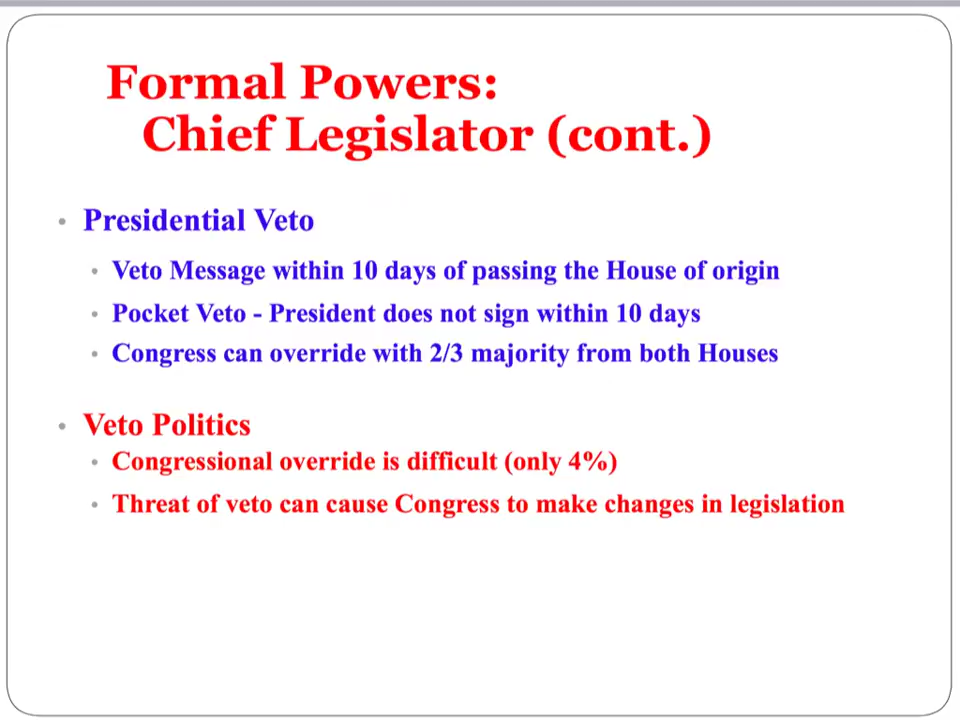 Formal Powers:
Chief Legislator (cont.)
• Presidential Veto
• Veto Message within 10 days of passing the House of origin
• Pocket Veto - President does not sign within 10 days
• Congress can override with 2/3 majority from both Houses
• Veto Politics
• Congressional override is difficult (only 4%)
• Threat of veto can cause Congress to make changes in legislation